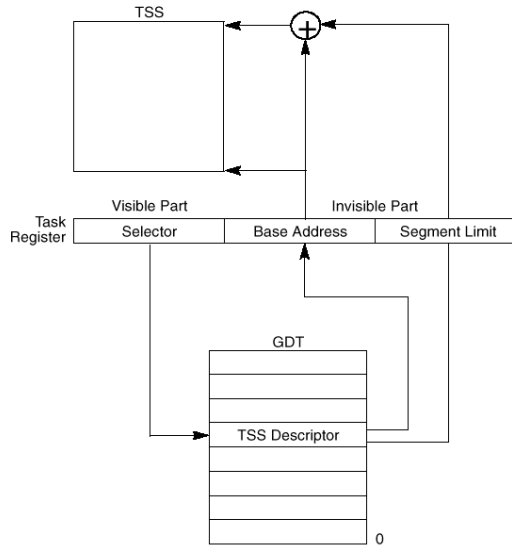 TSS
+
Visible Part
Invisible Part
Task
Register
Selector
Base Address
Segment Limit
GDT
TSS Descriptor
0